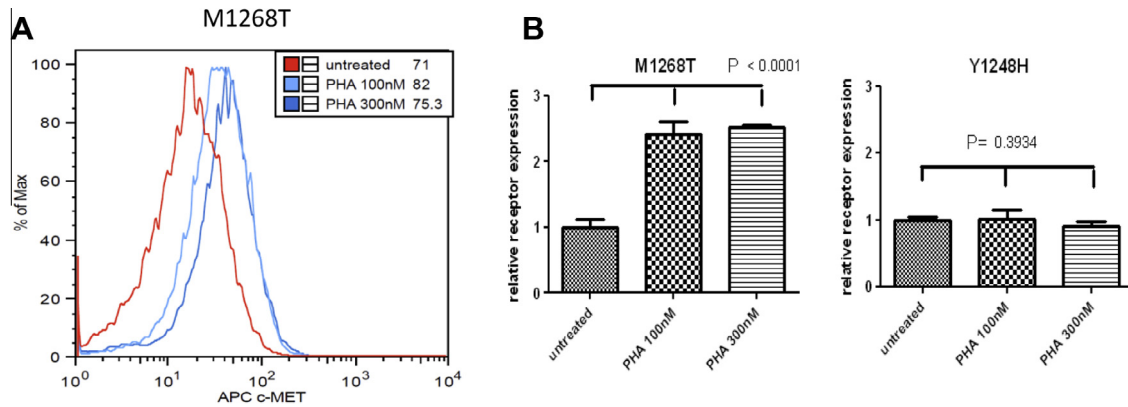 A
M1268T
untreated 71
PHA 100nM 82
PHA 300nM 75.3
% of Max
100
80
60
40
20
0
10^0
10^1
10^2
10^3
10^4
APC c-MET
B
M1268T
P < 0.0001
relative receptor expression
3
2
1
0
untreated
PHA 100nM
PHA 300nM
Y1248H
P= 0.3934
relative receptor expression
3
2
1
0
untreated
PHA 100nM
PHA 300nM